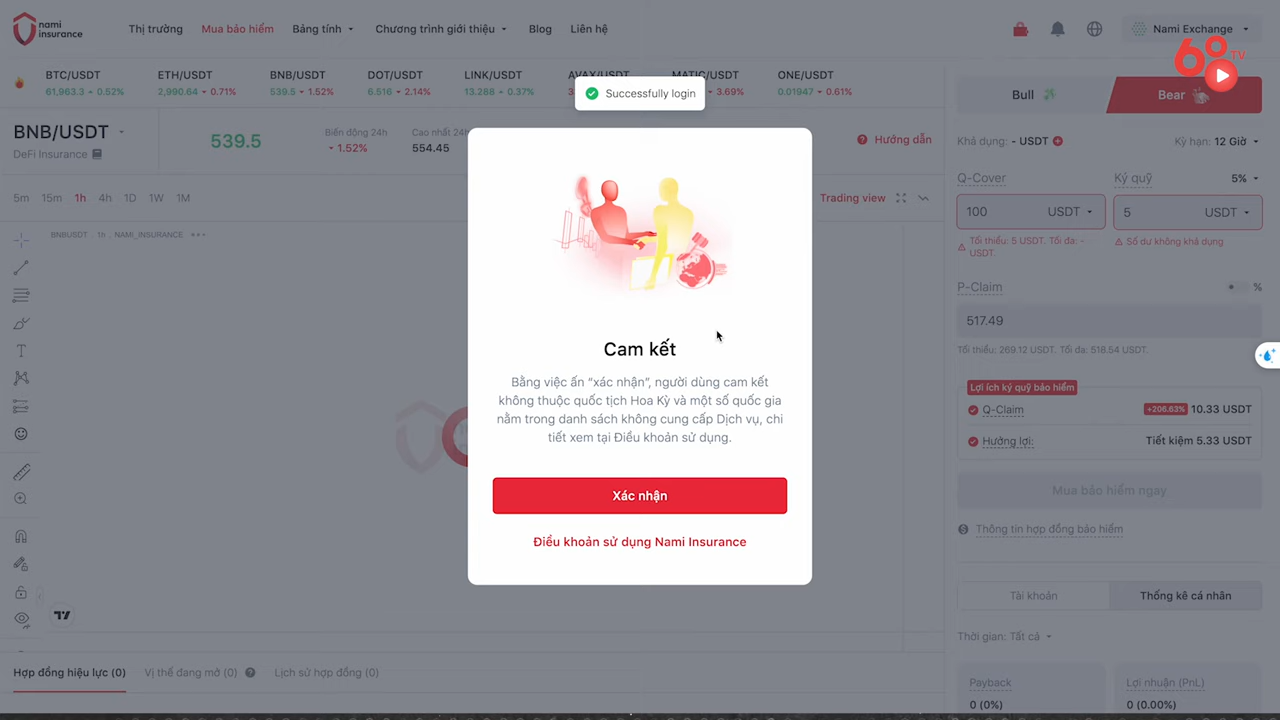 nami
insurance
Thị trường
Mua bảo hiểm
Bảng tính
Chương trình giới thiệu
Blog
Liên hệ
Nami Exchange
BTC/USDT
61,963.3 0.52%
ETH/USDT
2,990.64 0.71%
BNB/USDT
539.5 1.52%
DOT/USDT
6.516 2.14%
LINK/USDT
13.288 0.37%
AVAX/USDT
MATIC/USDT
3.69%
ONE/USDT
0.01947 0.61%
Successfully login
6 TV
BNB/USDT
DeFi Insurance
539.5
Biến động 24h
1.52%
Cao nhất 24h
554.45
Hướng dẫn
5m 15m 1h 4h 1D 1W 1M
Trading view
BNBUSDT · 1h . NAMI_INSURANCE
Cam kết
Bằng việc ấn “xác nhận”, người dùng cam kết
không thuộc quốc tịch Hoa Kỳ và một số quốc gia
nằm trong danh sách không cung cấp Dịch vụ, chi
tiết xem tại Điều khoản sử dụng.
Xác nhận
Điều khoản sử dụng Nami Insurance
Bull
Bear
Khả dụng: - USDT
Kỳ hạn: 12 Giờ
Q-Cover
Ký quỹ
5%
100 USDT
5 USDT
Tối thiểu: 5 USDT. Tối đa: -
USDT.
Số dư không khả dụng
P-Claim
%
517.49
Tối thiểu: 269.12 USDT. Tối đa: 518.54 USDT.
Lợi ích ký quỹ bảo hiểm
Q-Claim
+206.63% 10.33 USDT
Hưởng lợi:
Tiết kiệm 5.33 USDT
Mua bảo hiểm ngay
Thông tin hợp đồng bảo hiểm
Tài khoản
Thống kê cá nhân
Thời gian: Tất cả
Payback
0 (0%)
Lợi nhuận (PnL)
0 (0.00%)
Hợp đồng hiệu lực (0)
Vị thế đang mở (0)
Lịch sử hợp đồng (0)